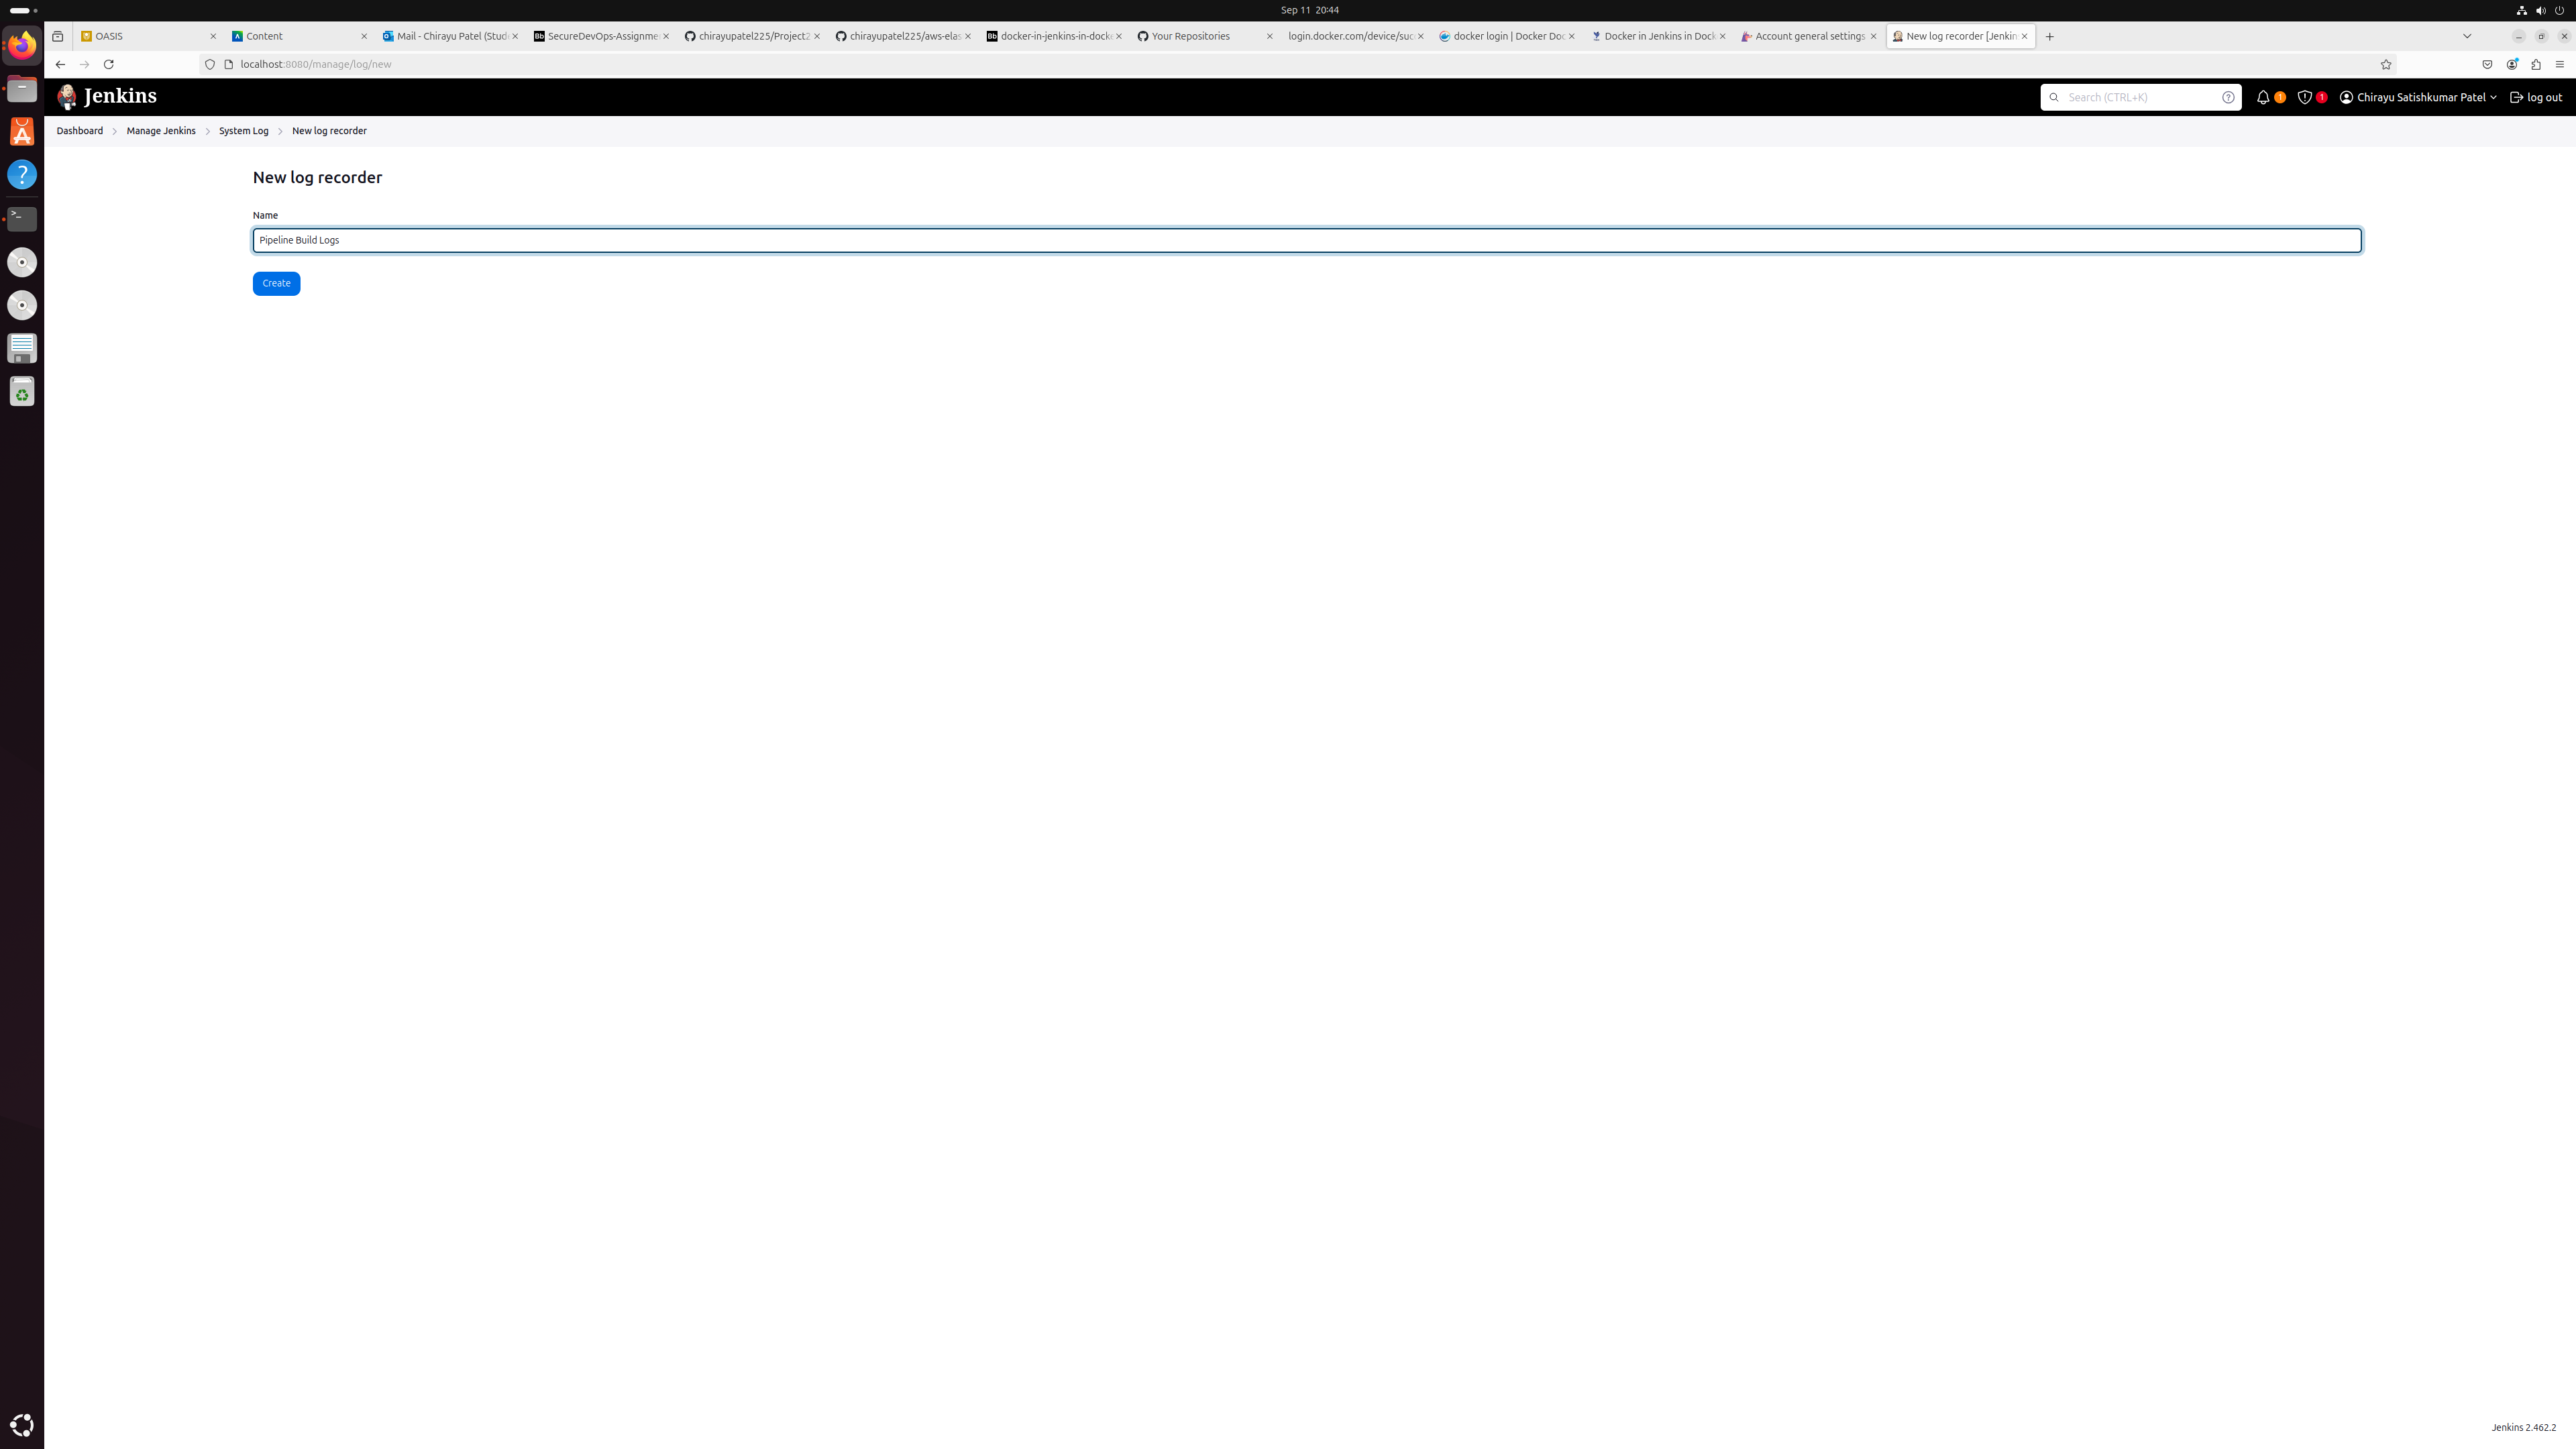 Sep 11 20:44
OASIS
Content
Mail - Chirayu Patel (Stud
SecureDevOps-Assignme
chirayupatel225/Project2
chirayupatel225/aws-elas
docker-in-jenkins-in-docke
Your Repositories
login.docker.com/device/suc
docker login | Docker Doc
Docker in Jenkins in Dock
Account general settings
New log recorder [Jenkin
localhost:8080/manage/log/new
Jenkins
Search (CTRL+K)
1
1
Chirayu Satishkumar Patel
log out
Dashboard
Manage Jenkins
System Log
New log recorder
New log recorder
Name
Pipeline Build Logs
Create
Jenkins 2.462.2